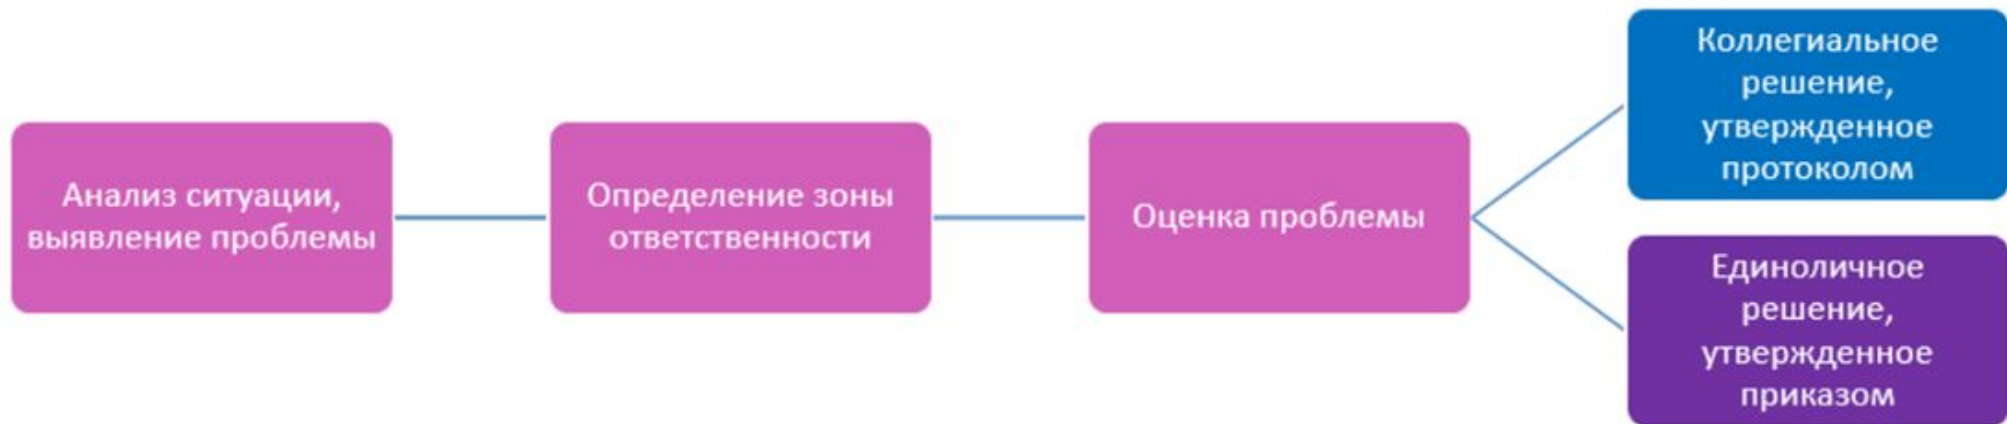 Анализ ситуации,
выявление проблемы
Определение зоны
ответственности
Оценка проблемы
Коллегиальное
решение,
утвержденное
протоколом
Единоличное
решение,
утвержденное
приказом